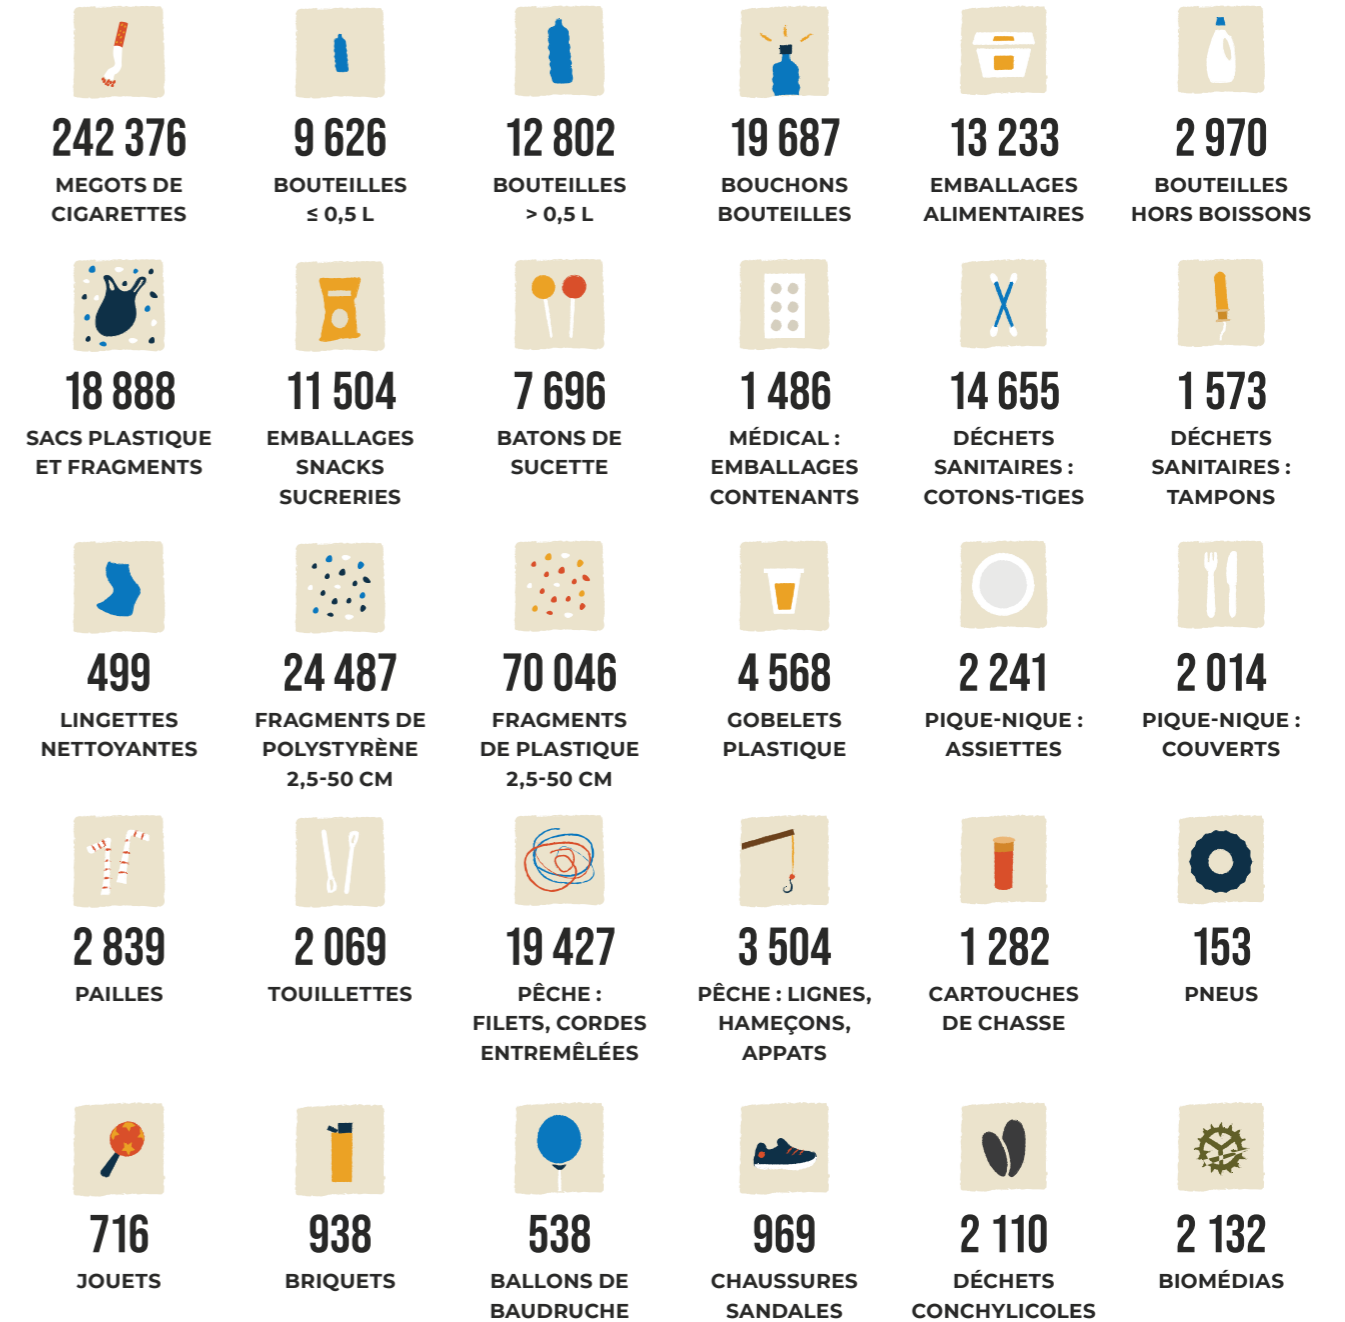 242 376
MEGOTS DE
CIGARETTES
9 626
BOUTEILLES
≤ 0,5 L
12 802
BOUTEILLES
> 0,5 L
19 687
BOUCHONS
BOUTEILLES
13 233
EMBALLAGES
ALIMENTAIRES
2 970
BOUTEILLES
HORS BOISSONS
18 888
SACS PLASTIQUE
ET FRAGMENTS
11 504
EMBALLAGES
SNACKS
SUCRERIES
7 696
BATONS DE
SUCETTE
1 486
MÉDICAL :
EMBALLAGES
CONTENANTS
14 655
DÉCHETS
SANITAIRES :
COTONS-TIGES
1 573
DÉCHETS
SANITAIRES :
TAMPONS
499
LINGETTES
NETTOYANTES
24 487
FRAGMENTS DE
POLYSTYRÈNE
2,5-50 CM
70 046
FRAGMENTS
DE PLASTIQUE
2,5-50 CM
4 568
GOBELETS
PLASTIQUE
2 241
PIQUE-NIQUE :
ASSIETTES
2 014
PIQUE-NIQUE :
COUVERTS
2 839
PAILLES
2 069
TOUILLETTES
19 427
PÊCHE :
FILETS, CORDES
ENTREMÊLÉES
3 504
PÊCHE : LIGNES,
HAMEÇONS,
APPATS
1 282
CARTOUCHES
DE CHASSE
153
PNEUS
716
JOUETS
938
BRIQUETS
538
BALLONS DE
BAUDRUCHE
969
CHAUSSURES
SANDALES
2 110
DÉCHETS
CONCHYLICOLES
2 132
BIOMÉDIAS